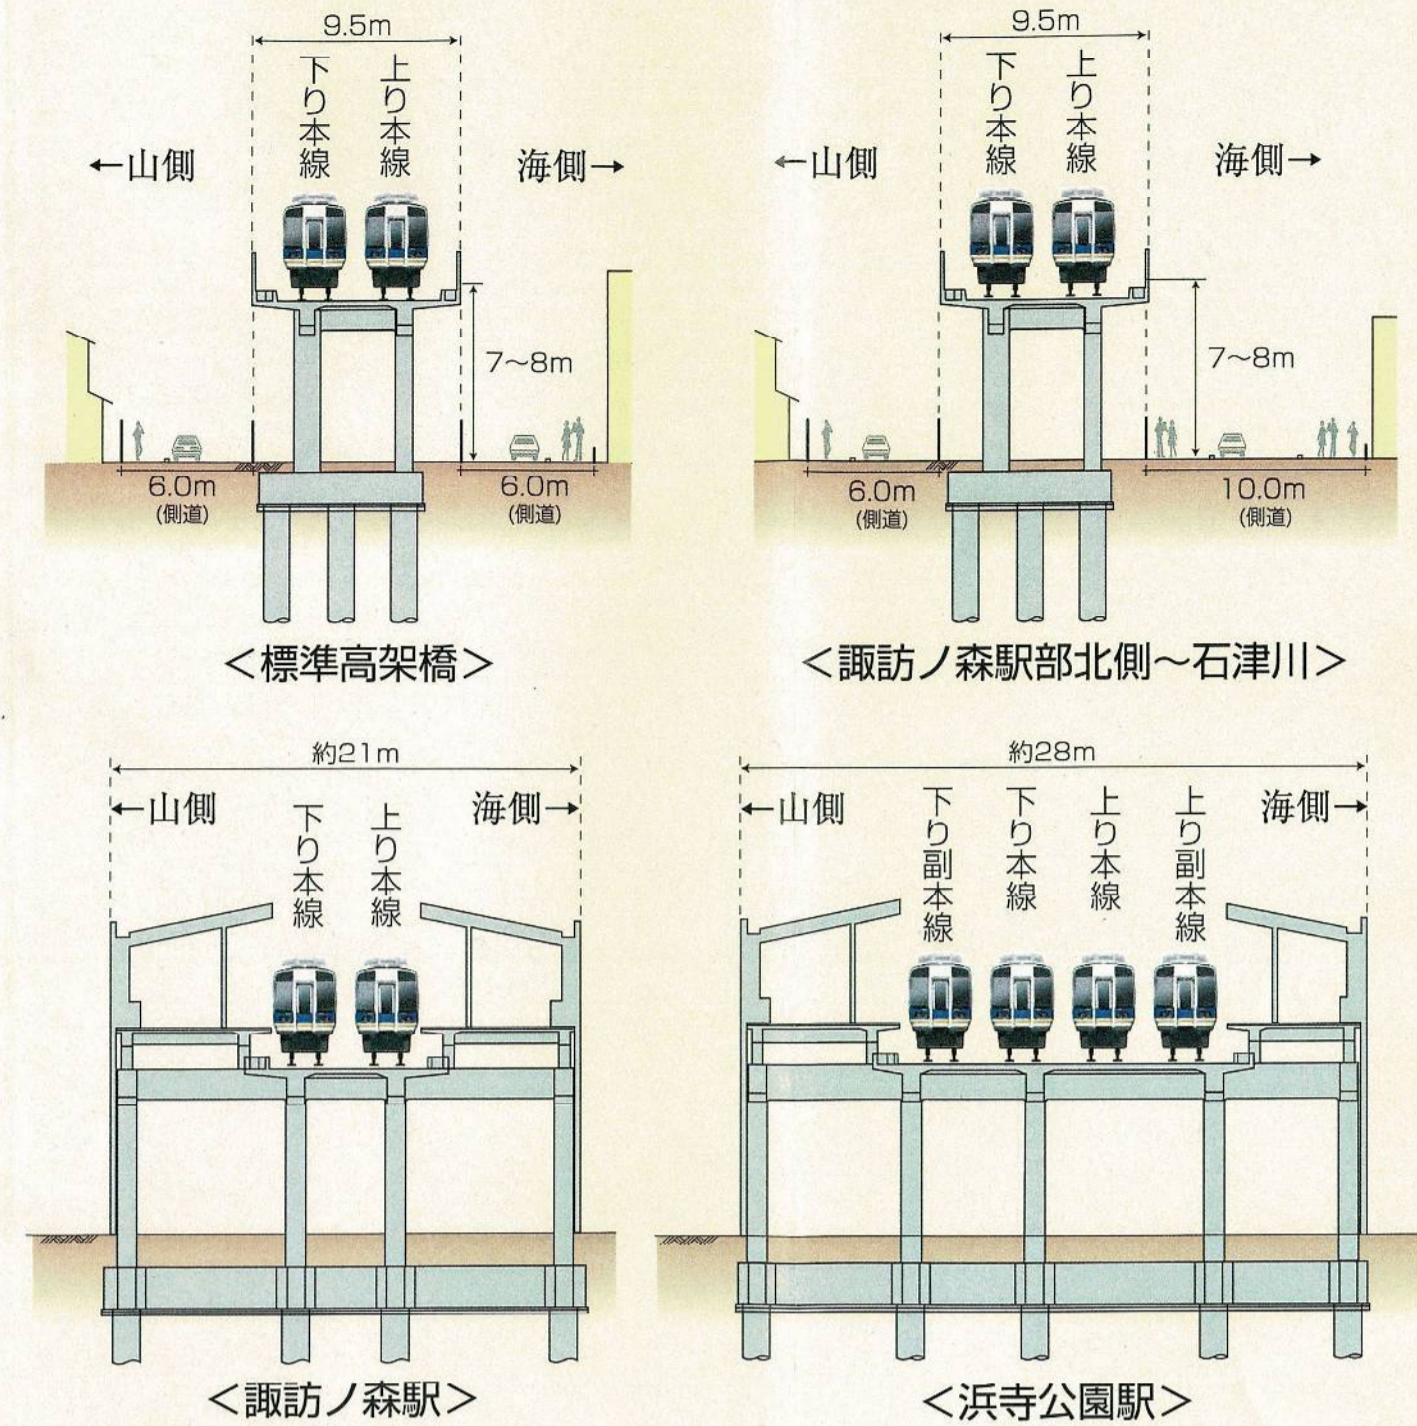 9.5m
下り本線
上り本線
←山側
海側→
7〜8m
6.0m
(側道)
6.0m
(側道)
<標準高架橋>
9.5m
下り本線
上り本線
←山側
海側→
7〜8m
6.0m
(側道)
10.0m
(側道)
<諏訪ノ森駅部北側〜石津川>
約21m
←山側
海側→
下り本線
上り本線
<諏訪ノ森駅>
約28m
←山側
海側→
下り副本線
下り本線
上り本線
上り副本線
<浜寺公園駅>